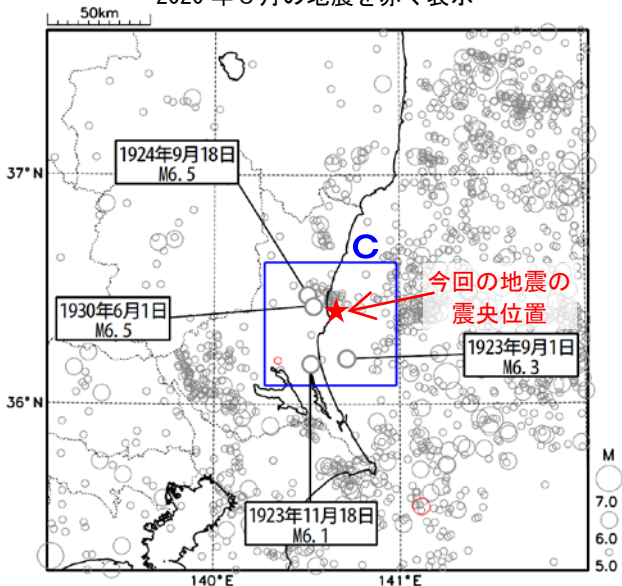 50km
37°N
36°N
140°E
141°E
1924年9月18日
M6.5
1930年6月1日
M6.5
C
今回の地震の
震央位置
1923年9月1日
M6.3
1923年11月18日
M6.1
M
7.0
6.0
5.0